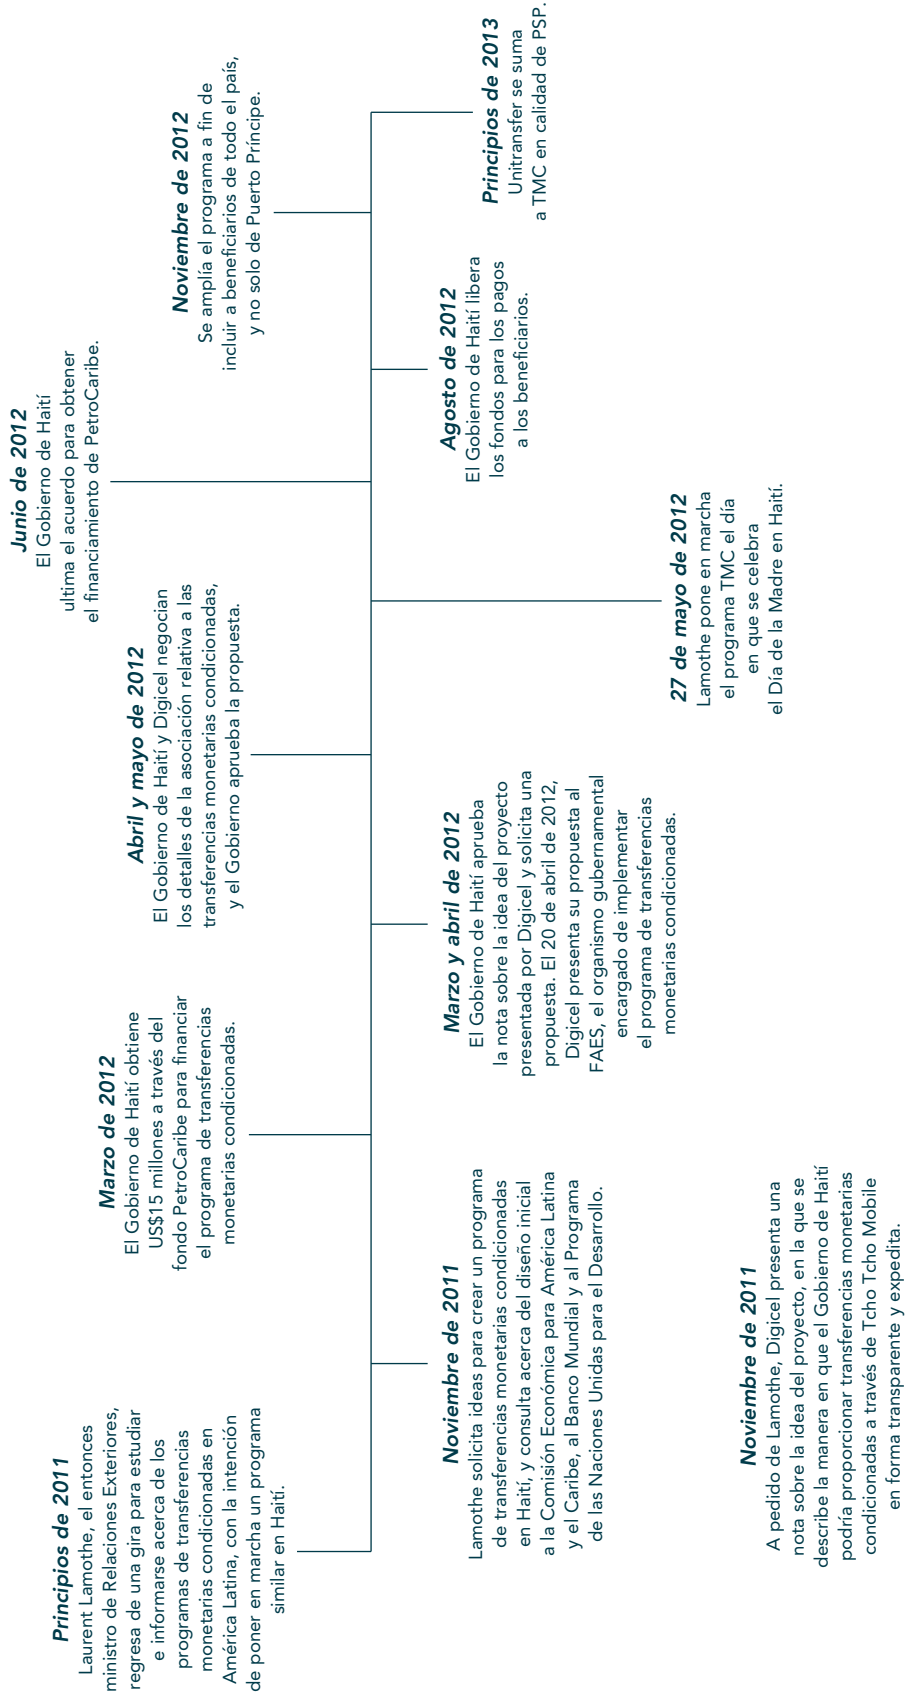 Principios de 2011
Laurent Lamothe, el entonces
ministro de Relaciones Exteriores,
regresa de una gira para estudiar
e informarse acerca de los
programas de transferencias
monetarias condicionadas en
América Latina, con la intención
de poner en marcha un programa
similar en Haití.
Noviembre de 2011
Lamothe solicita ideas para crear un programa
de transferencias monetarias condicionadas
en Haití, y consulta acerca del diseño inicial
a la Comisión Económica para América Latina
y el Caribe, al Banco Mundial y al Programa
de las Naciones Unidas para el Desarrollo.
Noviembre de 2011
A pedido de Lamothe, Digicel presenta una
nota sobre la idea del proyecto, en la que se
describe la manera en que el Gobierno de Haití
podría proporcionar transferencias monetarias
condicionadas a través de Tcho Tcho Mobile
en forma transparente y expedita.
Marzo de 2012
El Gobierno de Haití obtiene
US$15 millones a través del
fondo PetroCaribe para financiar
el programa de transferencias
monetarias condicionadas.
Marzo y abril de 2012
El Gobierno de Haití aprueba
la nota sobre la idea del proyecto
presentada por Digicel y solicita una
propuesta. El 20 de abril de 2012,
Digicel presenta su propuesta al
FAES, el organismo gubernamental
encargado de implementar
el programa de transferencias
monetarias condicionadas.
Abril y mayo de 2012
El Gobierno de Haití y Digicel negocian
los detalles de la asociación relativa a las
transferencias monetarias condicionadas,
y el Gobierno aprueba la propuesta.
27 de mayo de 2012
Lamothe pone en marcha
el programa TMC el día
en que se celebra
el Día de la Madre en Haití.
Junio de 2012
El Gobierno de Haití
ultima el acuerdo para obtener
el financiamiento de PetroCaribe.
Agosto de 2012
El Gobierno de Haití libera
los fondos para los pagos
a los beneficiarios.
Noviembre de 2012
Se amplía el programa a fin de
incluir a beneficiarios de todo el país,
y no solo de Puerto Príncipe.
Principios de 2013
Unitransfer se suma
a TMC en calidad de PSP.